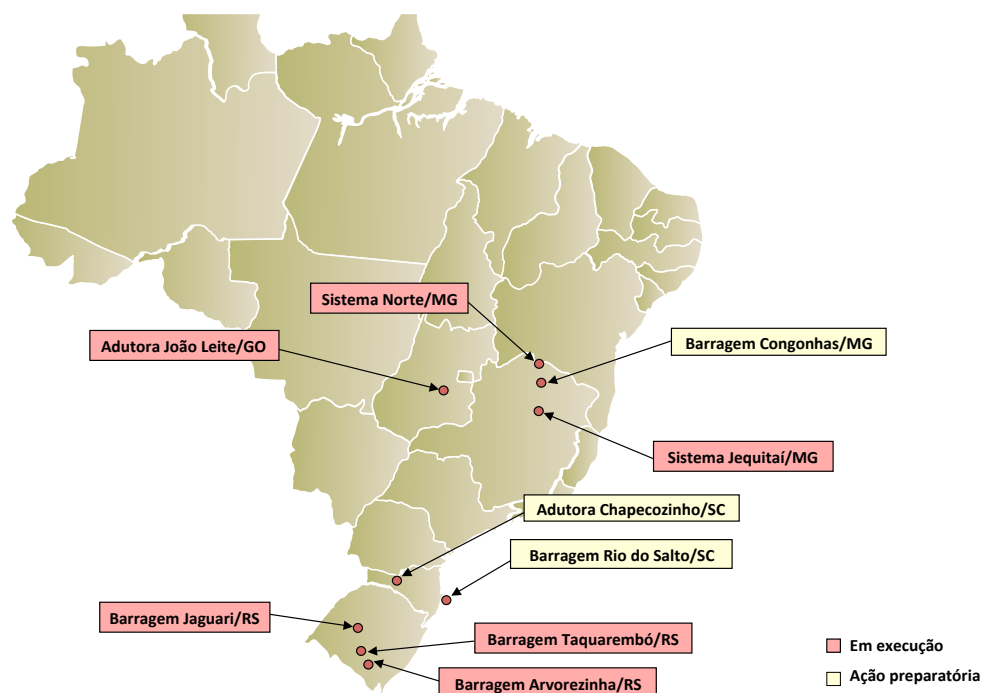 Sistema Norte/MG
Adutora João Leite/GO
Barragem Congonhas/MG
Sistema Jequitaí/MG
Adutora Chapecozinho/SC
Barragem Rio do Salto/SC
Barragem Jaguari/RS
Barragem Taquarembó/RS
Barragem Arvorezinha/RS
Em execução
Ação preparatória